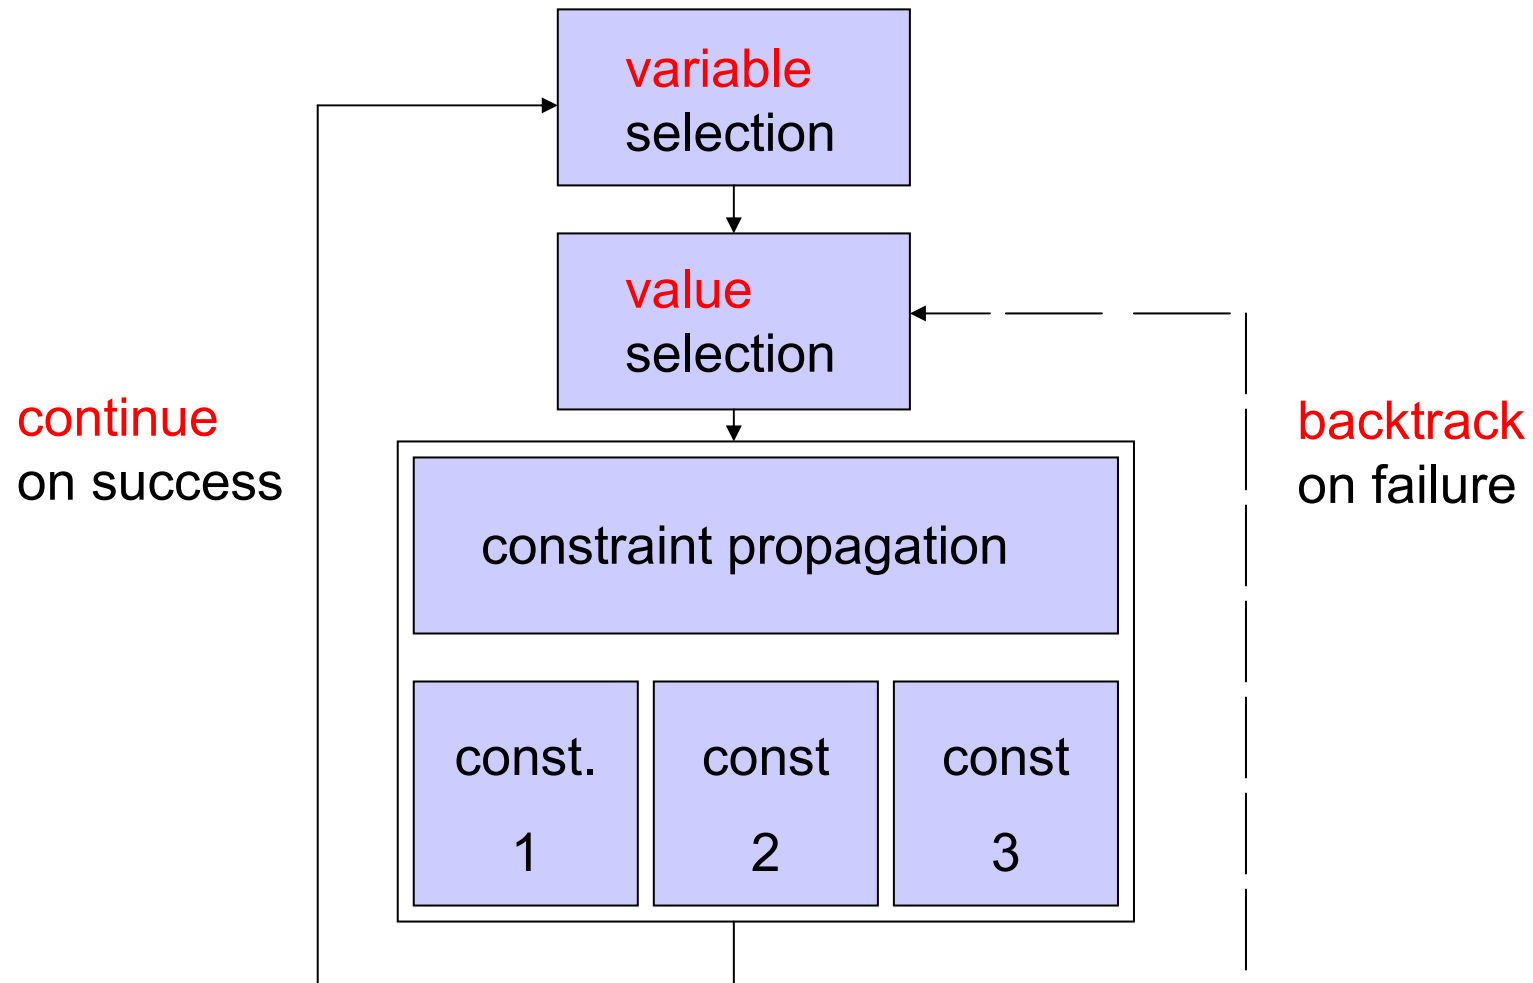 variable
selection
value
selection
continue
on success
backtrack
on failure
constraint propagation
const.
1
const
2
const
3